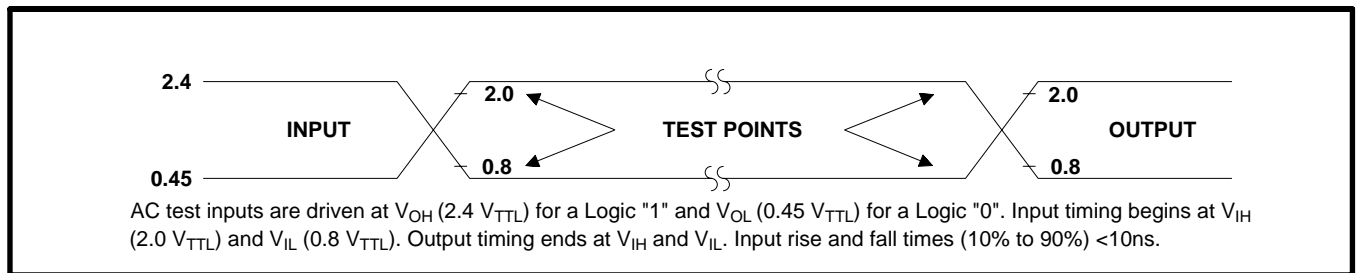 2.4
2.0 2.0
INPUT TEST POINTS OUTPUT
0.8 0.8
0.45
AC test inputs are driven at VOH (2.4 VTTL) for a Logic "1" and VOL (0.45 VTTL) for a Logic "0". Input timing begins at VIH
(2.0 VTTL) and VIL (0.8 VTTL). Output timing ends at VIH and VIL. Input rise and fall times (10% to 90%) <10ns.